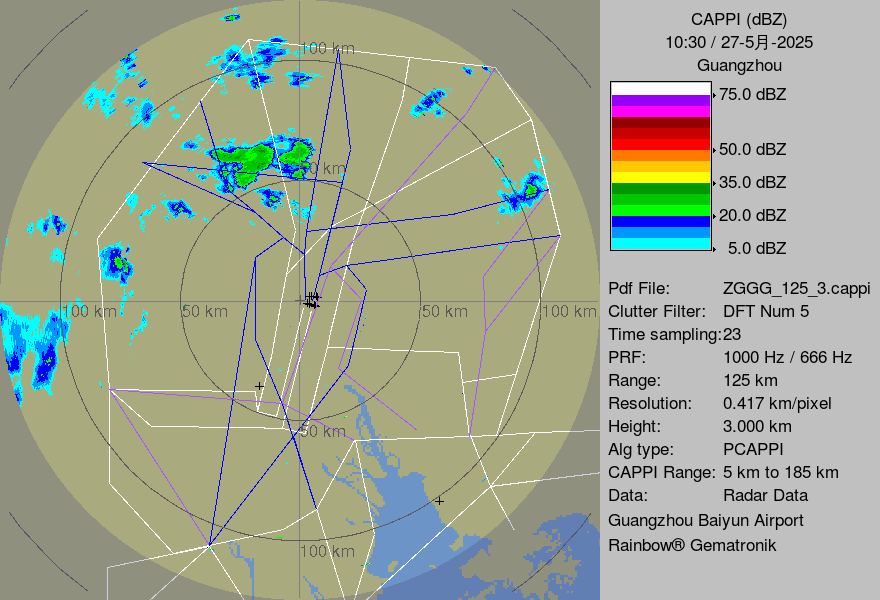 CAPPI (dBZ)
10:30 / 27-5月-2025
Guangzhou
75.0 dBZ
50.0 dBZ
35.0 dBZ
20.0 dBZ
5.0 dBZ
100 km
100 km
50 km
50 km
100 km
50 km
100 km
Pdf File: ZGGG_125_3.cappi
Clutter Filter: DFT Num 5
Time sampling:23
PRF: 1000 Hz / 666 Hz
Range: 125 km
Resolution: 0.417 km/pixel
Height: 3.000 km
Alg type: PCAPPI
CAPPI Range: 5 km to 185 km
Data: Radar Data
Guangzhou Baiyun Airport
Rainbow® Gematronik